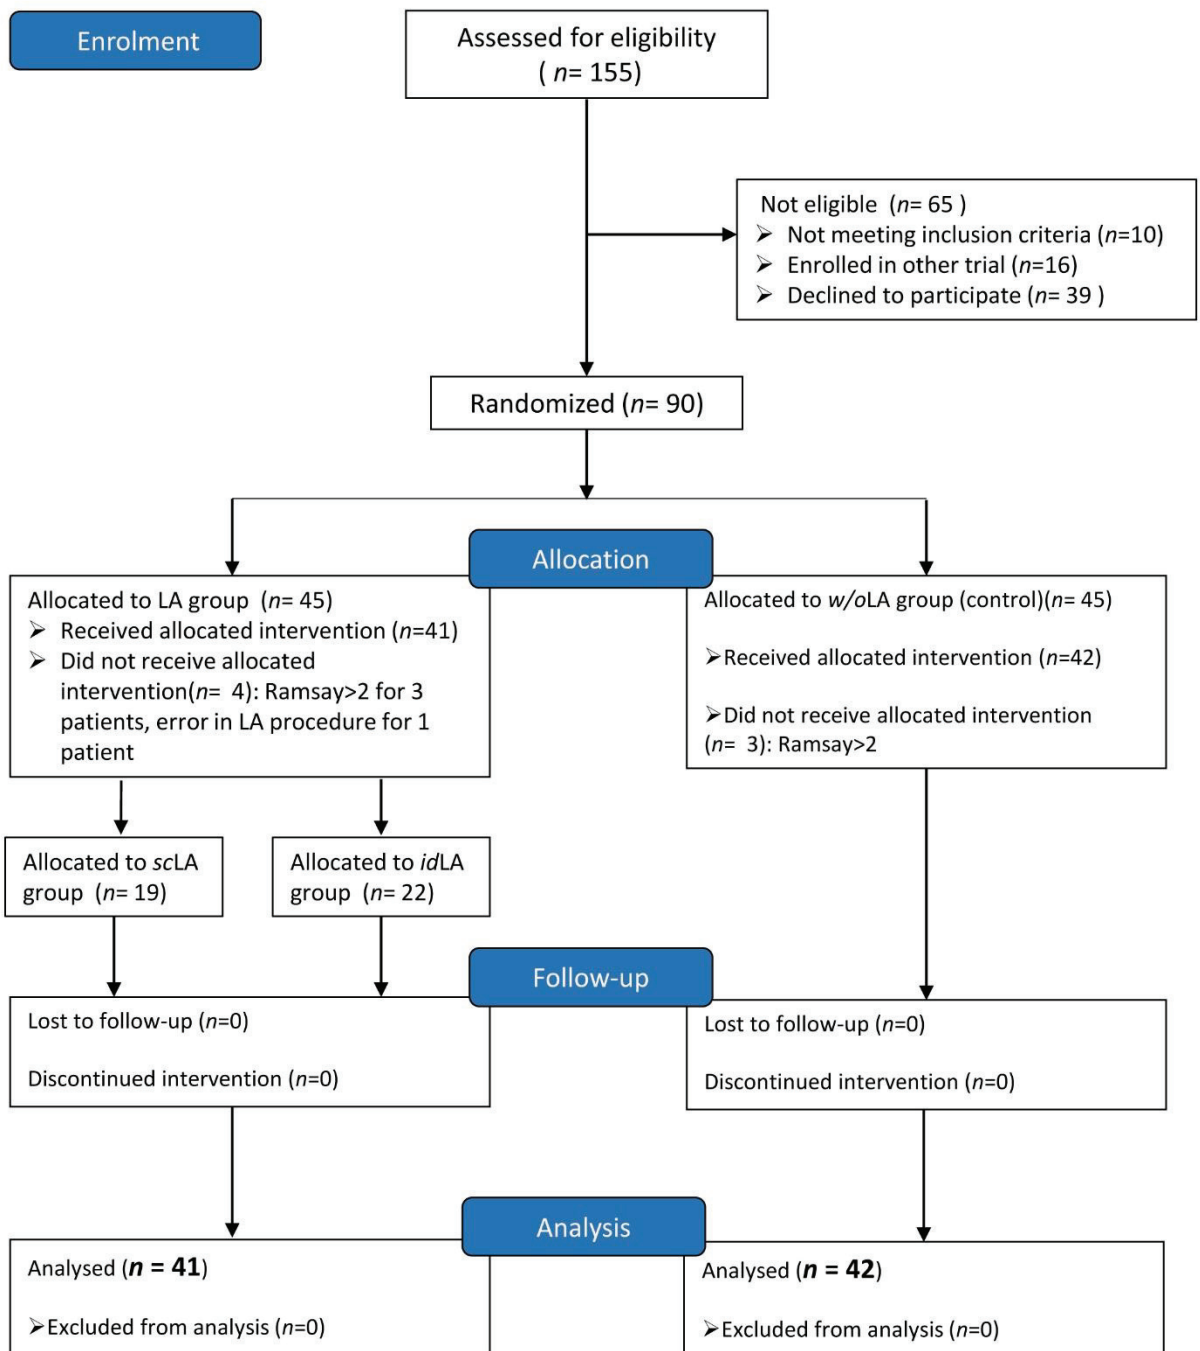 Enrolment
Assessed for eligibility
( n= 155)
Not eligible (n= 65 )
➢ Not meeting inclusion criteria (n=10)
➢ Enrolled in other trial (n=16)
➢ Declined to participate (n= 39 )
Randomized (n= 90)
Allocation
Allocated to LA group (n= 45)
➢ Received allocated intervention (n=41)
➢ Did not receive allocated
intervention(n= 4): Ramsay>2 for 3
patients, error in LA procedure for 1
patient
Allocated to w/oLA group (control)(n= 45)
➢Received allocated intervention (n=42)
➢Did not receive allocated intervention
(n= 3): Ramsay>2
Allocated to scLA
group (n= 19)
Allocated to idLA
group (n= 22)
Follow-up
Lost to follow-up (n=0)
Discontinued intervention (n=0)
Lost to follow-up (n=0)
Discontinued intervention (n=0)
Analysis
Analysed (n = 41)
➢Excluded from analysis (n=0)
Analysed (n = 42)
➢Excluded from analysis (n=0)